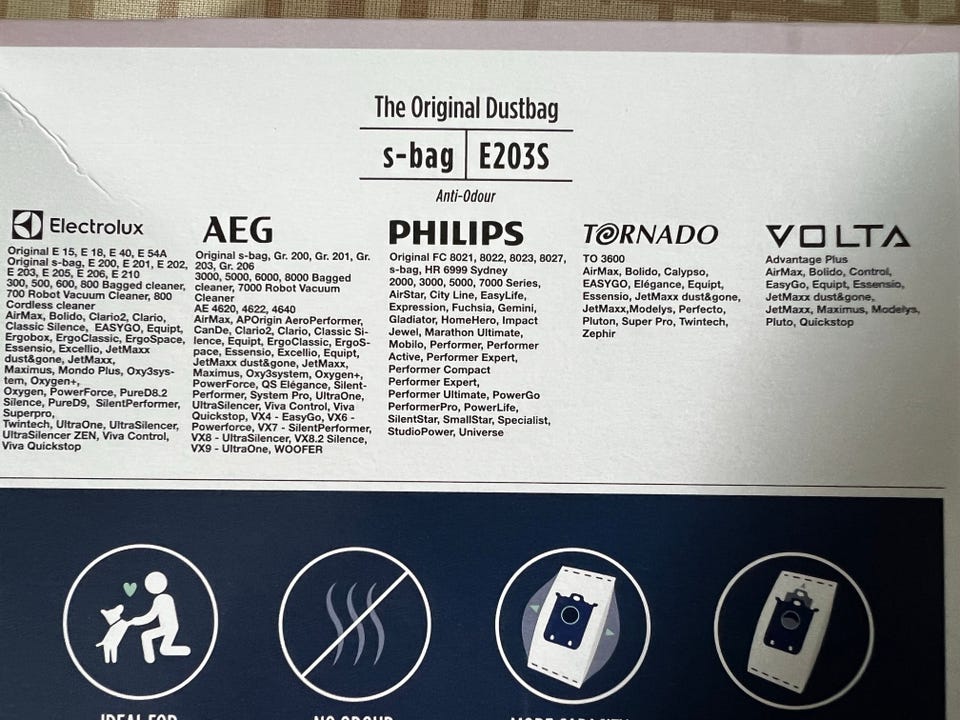 The Original Dustbag
s-bag E203S
Anti-Odour
Electrolux
Original E 15, E 18, E 40, E 54A
Original s-bag, E 200, E 201, E 202,
E 203, E 205, E 206, E 210
300, 500, 600, 800 Bagged cleaner,
700 Robot Vacuum Cleaner, 800
Cordless cleaner
AirMax, Bolido, Clario2, Clario,
Classic Silence, EASYGO, Equipt,
Ergobox, ErgoClassic, ErgoSpace,
Essensio, Excellio, JetMaxx
dust&gone, JetMaxx,
Maximus, Mondo Plus, Oxy3sys-
tem, Oxygen+,
Oxygen, PowerForce, PureD8.2
Silence, PureD9, SilentPerformer,
Superpro,
Twintech, UltraOne, UltraSilencer,
UltraSilencer ZEN, Viva Control,
Viva Quickstop
AEG
Original s-bag, Gr. 200, Gr. 201, Gr.
203, Gr. 206
3000, 5000, 6000, 8000 Bagged
cleaner, 7000 Robot Vacuum
Cleaner
AE 4620, 4622, 4640
AirMax, APOrigin AeroPerformer,
CanDe, Clario2, Clario, Classic Si-
lence, Equipt, ErgoClassic, ErgoS-
pace, Essensio, Excellio, Equipt,
JetMaxx dust&gone, JetMaxx,
Maximus, Oxy3system, Oxygen+,
PowerForce, QS Elégance, Silent-
Performer, System Pro, UltraOne,
UltraSilencer, Viva Control, Viva
Quickstop, VX4 - EasyGo, VX6 -
Powerforce, VX7 - SilentPerformer,
VX8 - UltraSilencer, VX8.2 Silence,
VX9 - UltraOne, WOOFER
PHILIPS
Original FC 8021, 8022, 8023, 8027,
s-bag, HR 6999 Sydney
2000, 3000, 5000, 7000 Series,
AirStar, City Line, EasyLife,
Expression, Fuchsia, Gemini,
Gladiator, HomeHero, Impact
Jewel, Marathon Ultimate,
Mobilo, Performer, Performer
Active, Performer Expert,
Performer Compact
Performer Expert,
Performer Ultimate, PowerGo
PerformerPro, PowerLife,
SilentStar, SmallStar, Specialist,
StudioPower, Universe
TORNADO
TO 3600
AirMax, Bolido, Calypso,
EASYGO, Elégance, Equipt,
Essensio, JetMaxx dust&gone,
JetMaxx,Modelys, Perfecto,
Pluton, Super Pro, Twintech,
Zephir
VOLTA
Advantage Plus
AirMax, Bolido, Control,
EasyGo, Equipt, Essensio,
JetMaxx dust&gone,
JetMaxx, Maximus, Modelys,
Pluto, Quickstop
IDEAL FOR
NO ODOUR
MORE CAPACITY